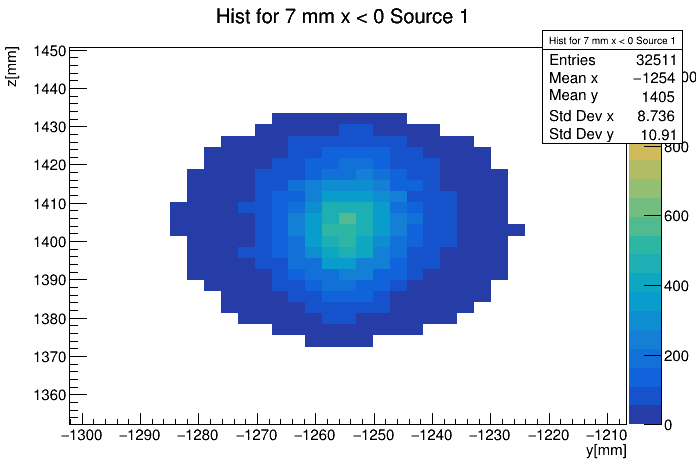 Hist for 7 mm x < 0 Source 1
Hist for 7 mm x < 0 Source 1
Entries 32511
Mean x −1254
Mean y 1405
Std Dev x 8.736
Std Dev y 10.91
z[mm]
1450
1440
1430
1420
1410
1400
1390
1380
1370
1360
−1300 −1290 −1280 −1270 −1260 −1250 −1240 −1230 −1220 −1210
y[mm]
800
600
400
200
0